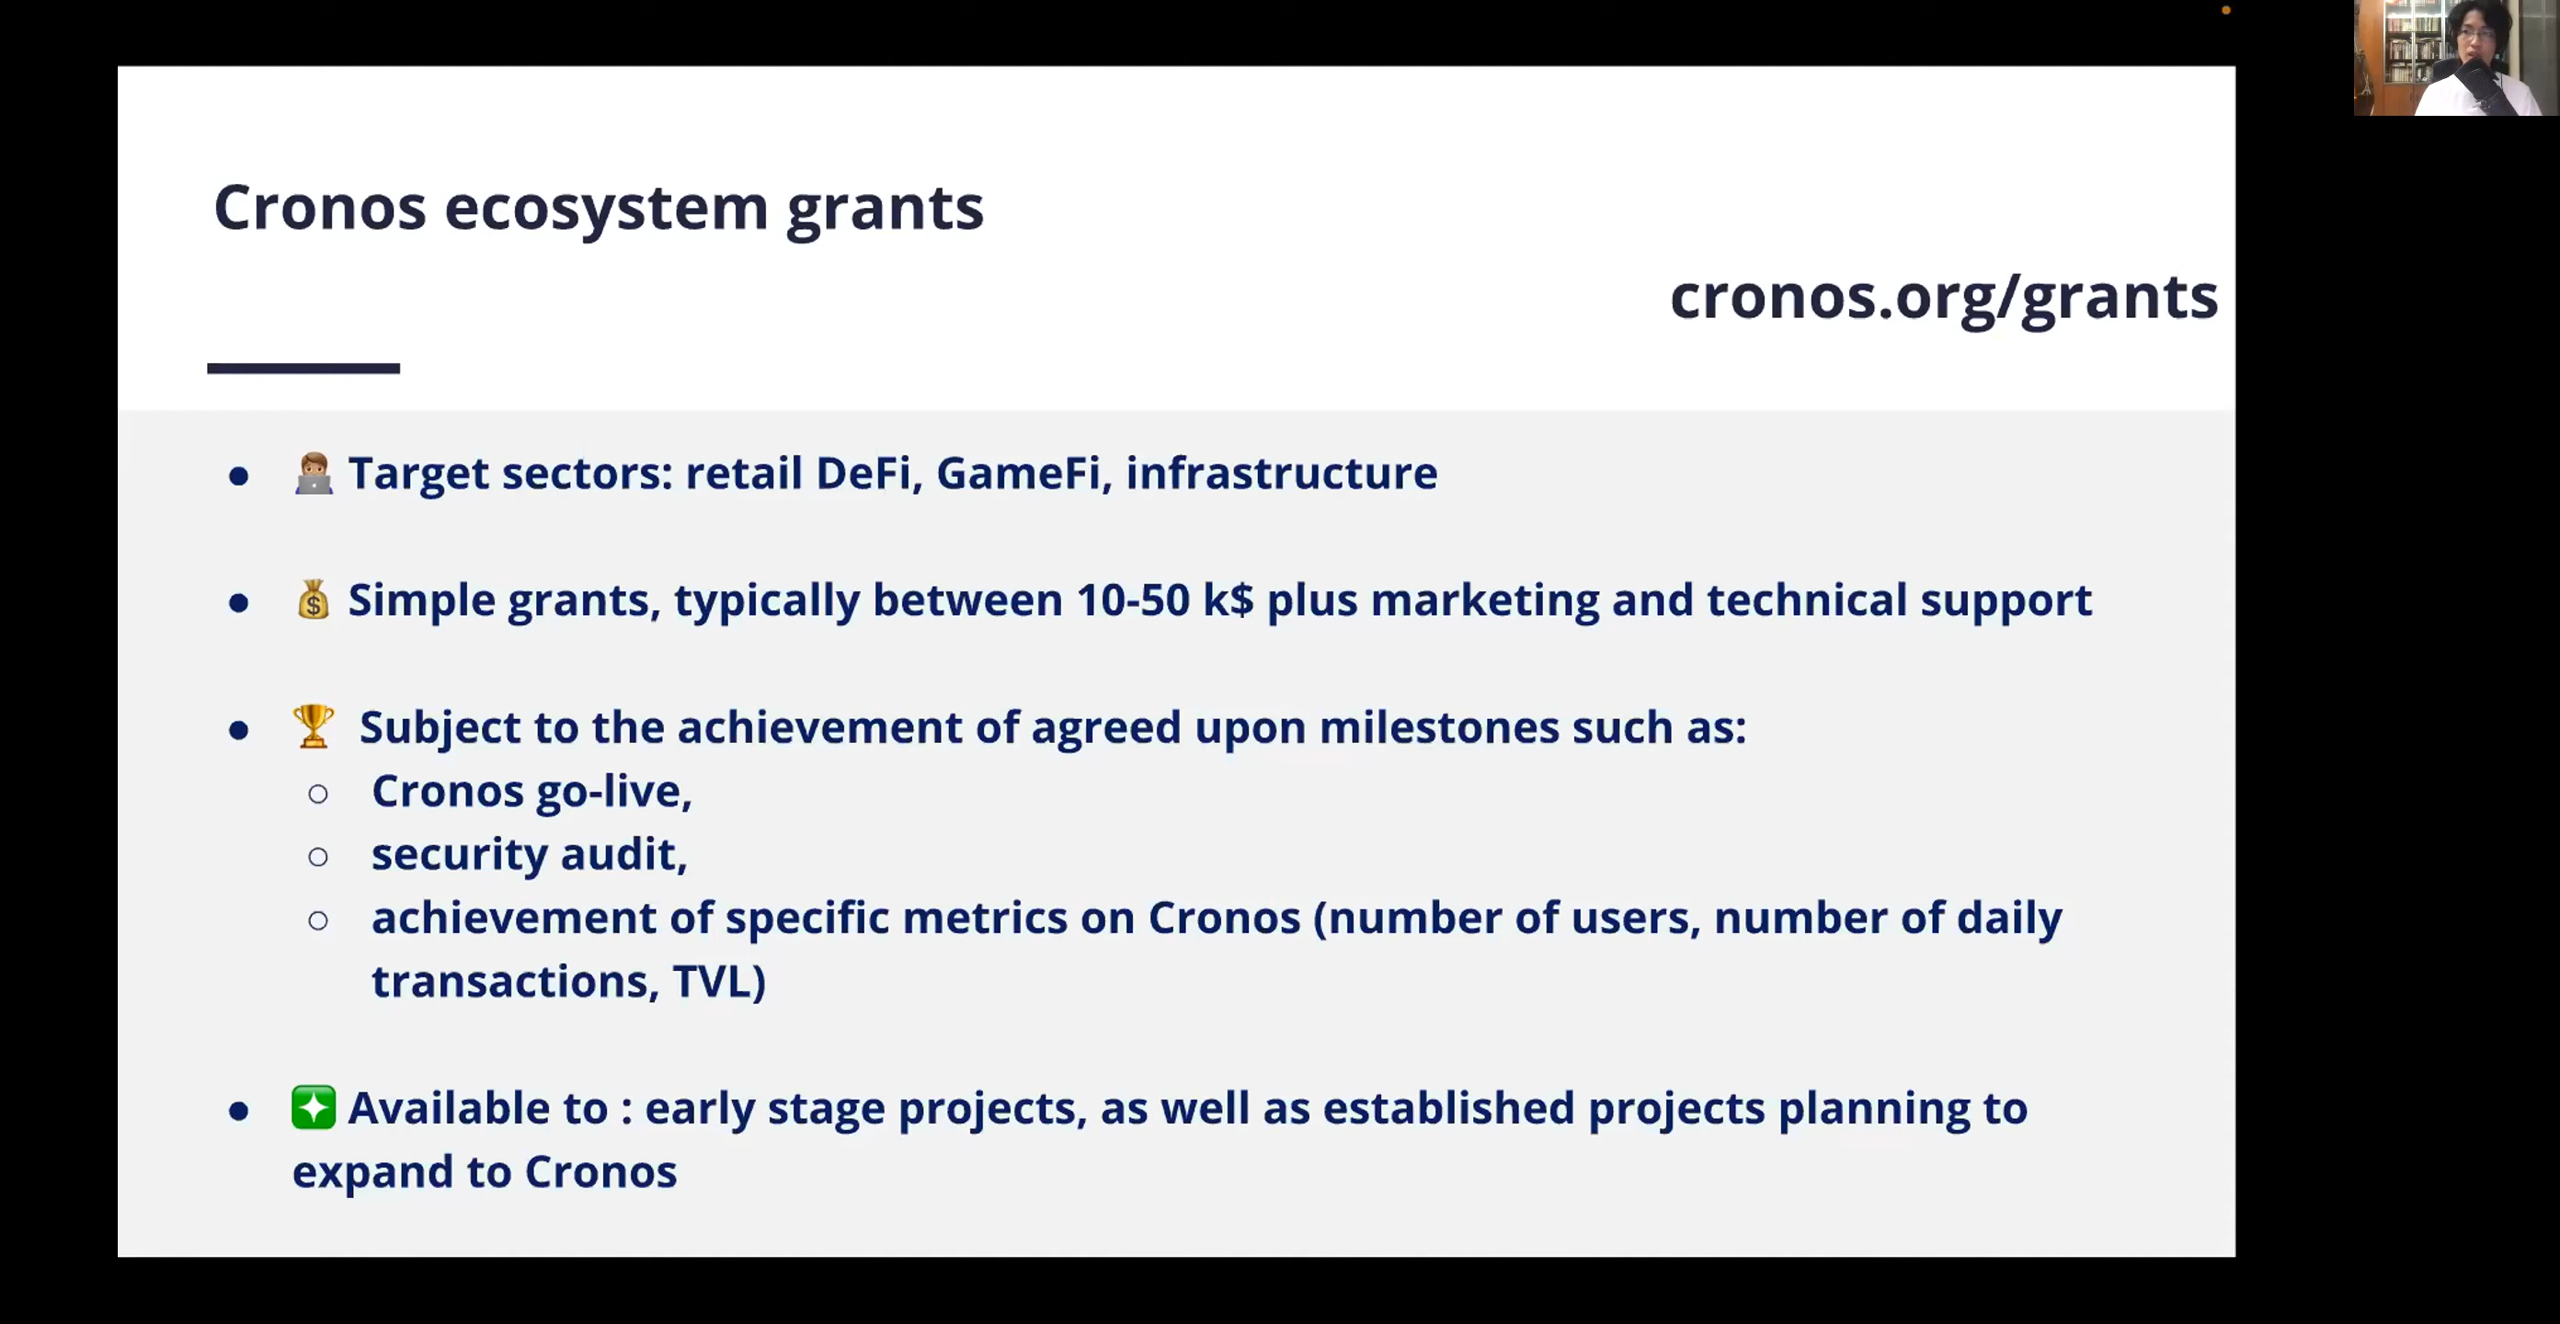 Cronos ecosystem grants
cronos.org/grants
● 🧑🏽‍💻 Target sectors: retail DeFi, GameFi, infrastructure
● 💰 Simple grants, typically between 10-50 k$ plus marketing and technical support
● 🏆 Subject to the achievement of agreed upon milestones such as:
○ Cronos go-live,
○ security audit,
○ achievement of specific metrics on Cronos (number of users, number of daily
transactions, TVL)
● ❇️ Available to : early stage projects, as well as established projects planning to
expand to Cronos